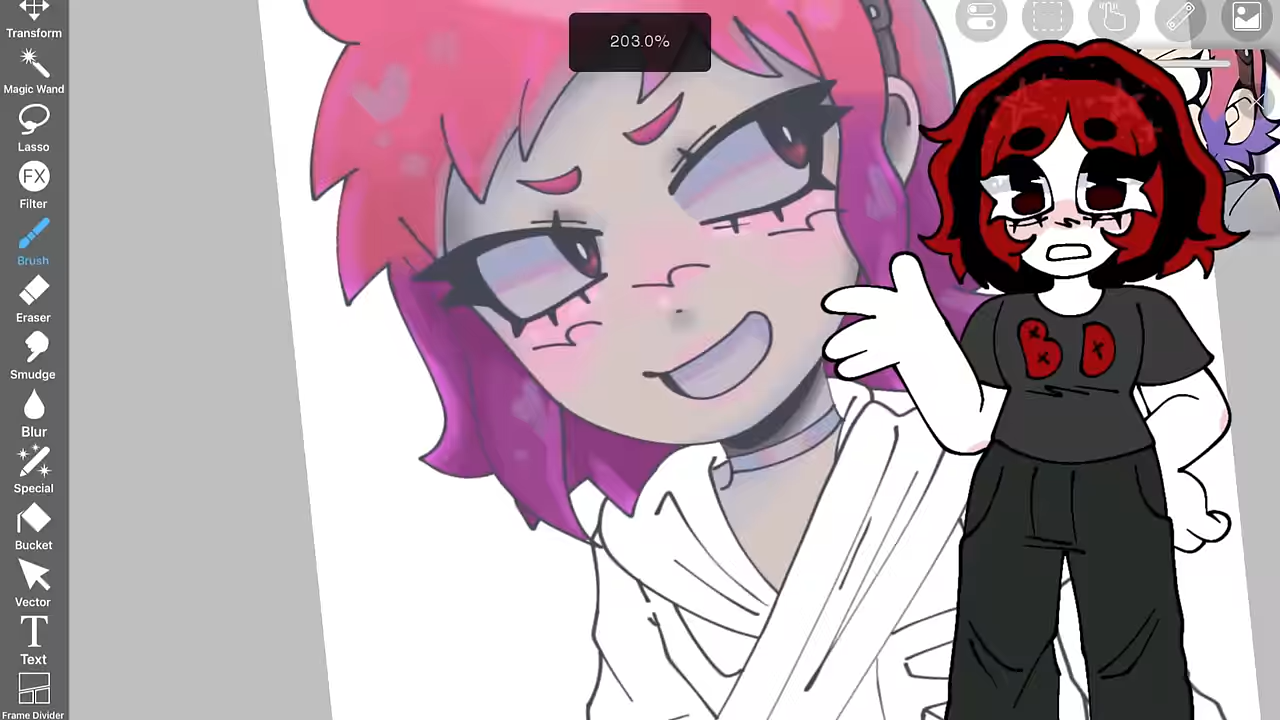 Transform
203.0%
Magic Wand
Lasso
FX
Filter
Brush
Eraser
Smudge
Blur
Special
Bucket
Vector
T
Text
Frame Divider
B D